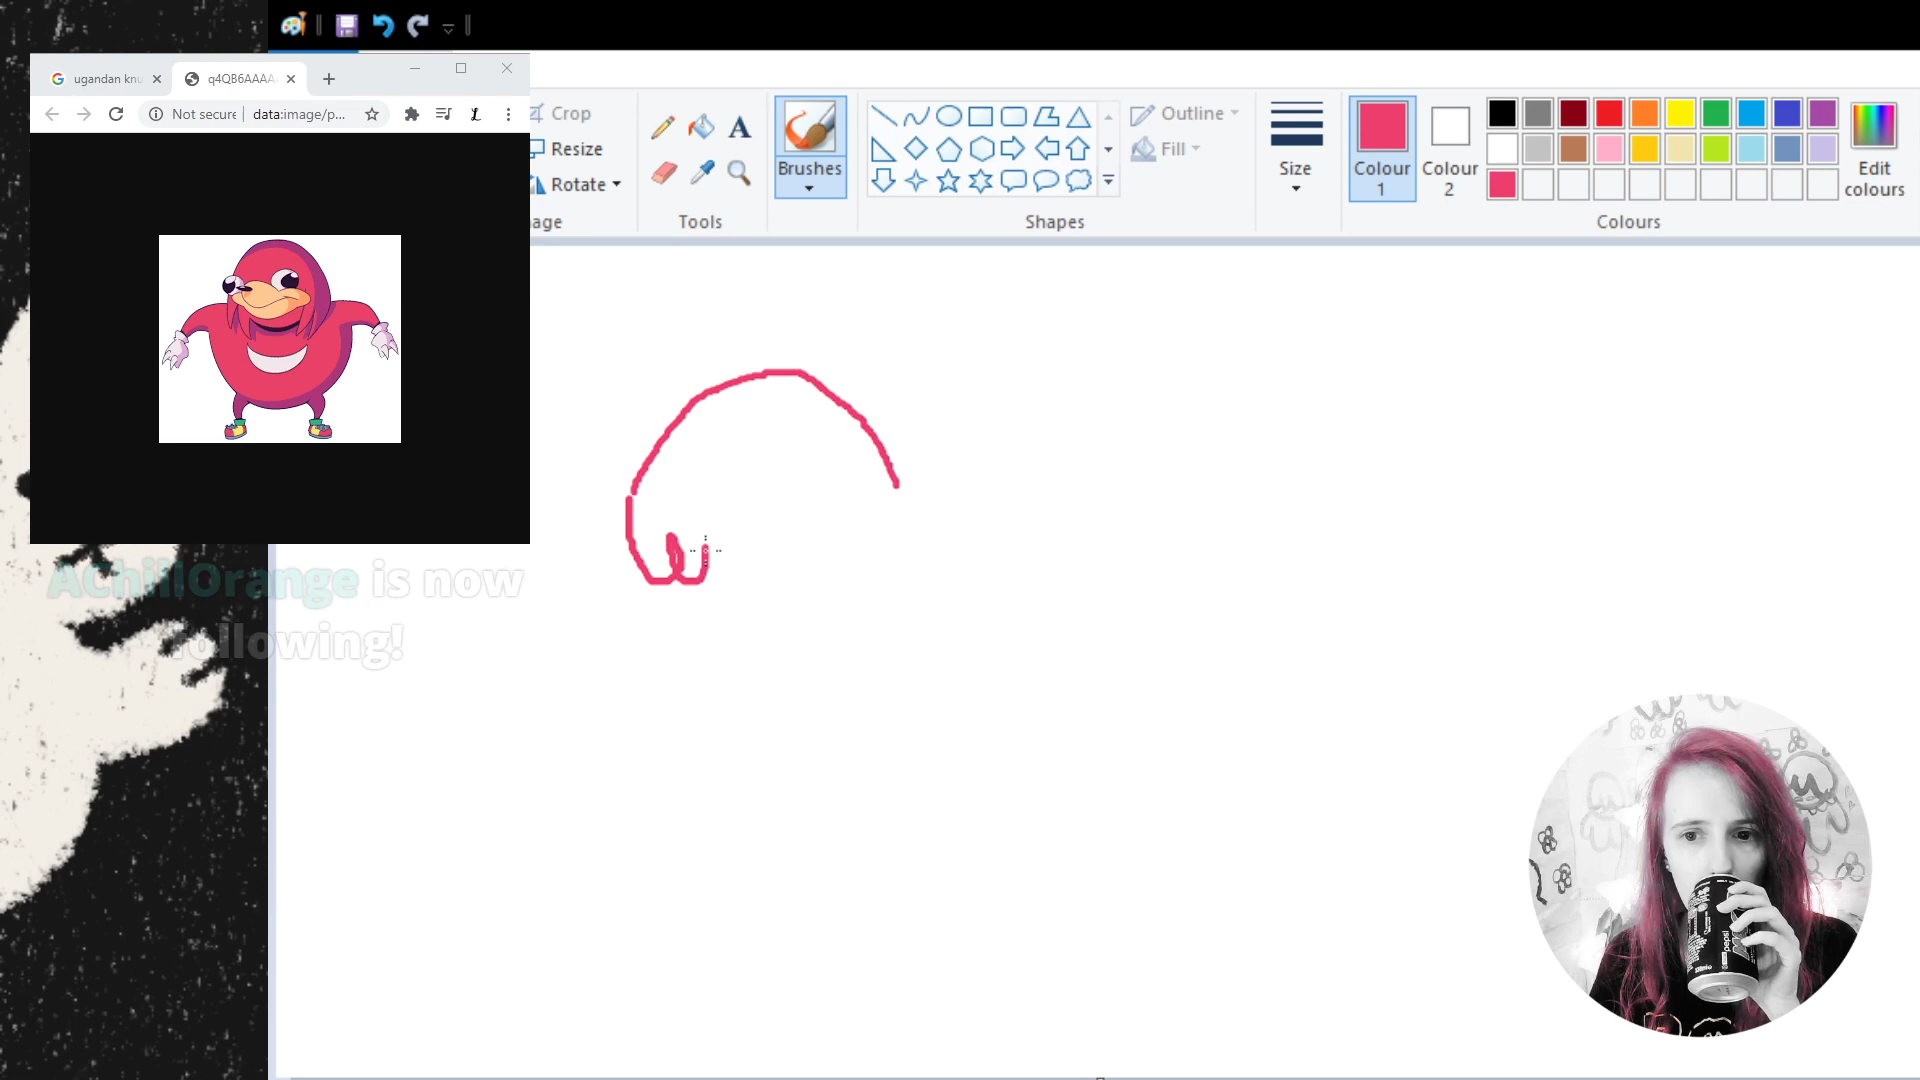 ugandan knu
q4QB6AAAA
Not secure
data:image/p...
Crop
Resize
Rotate
age
Tools
Brushes
Shapes
Outline
Fill
Size
Colour
1
Colour
2
Edit
colours
Colours
AChillOrange is now
following!
pepsi